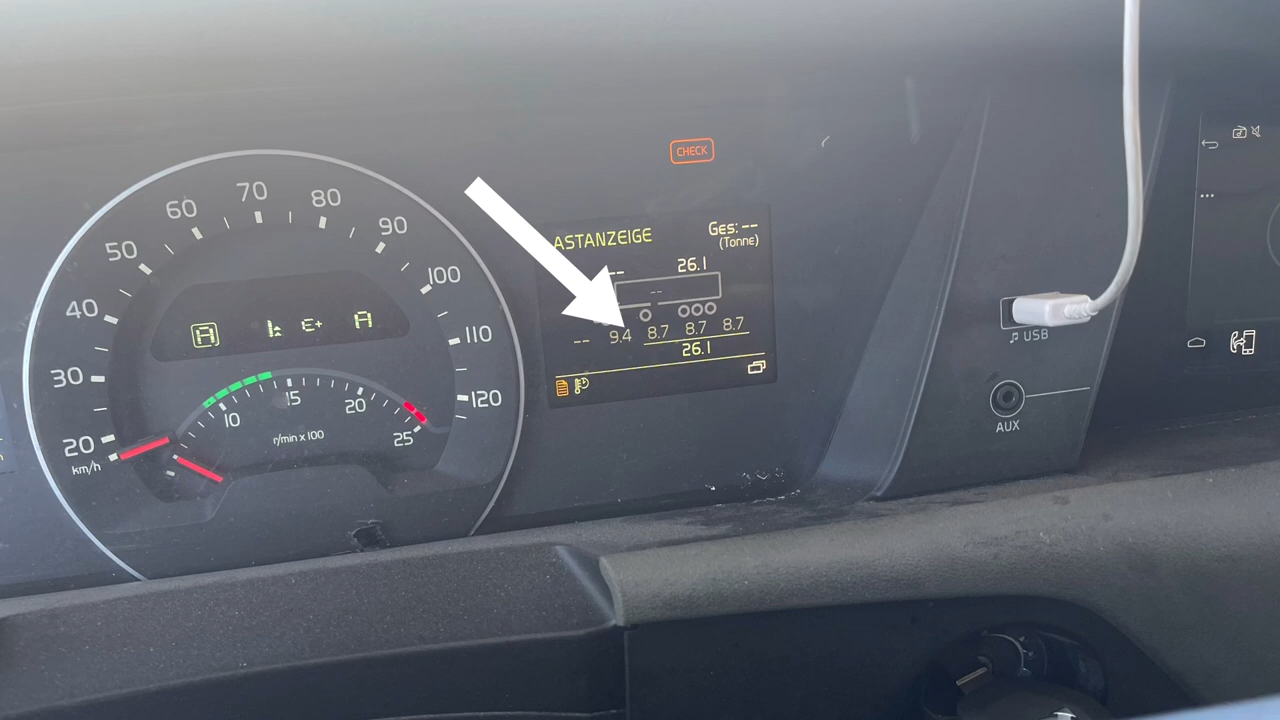 CHECK
20
30
40
50
60
70
80
90
100
110
120
km/h
A
E+
A
10
15
20
25
r/min x 100
ASTANZEIGE
Ges: --
(Tonne)
-- 26.1
--
-- 9.4 8.7 8.7 8.7
26.1
USB
AUX